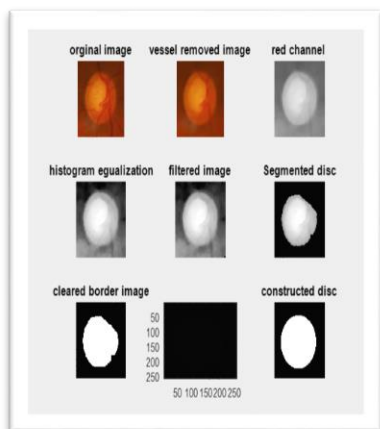 orginal image vessel removed image red channel
histogram egualization filtered image Segmented disc
cleared border image constructed disc
50
100
150
200
250
50 100 150 200 250